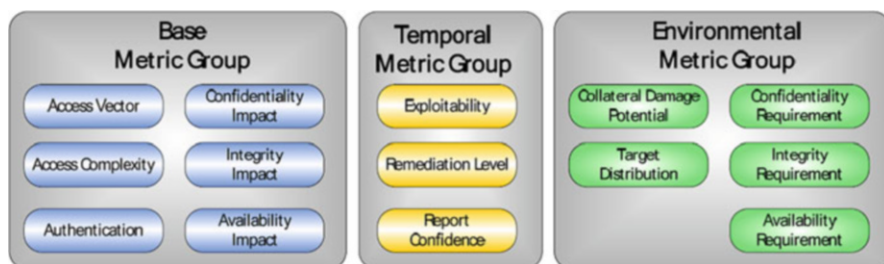 Base
Metric Group
Access Vector
Access Complexity
Authentication
Confidentiality
Impact
Integrity
Impact
Availability
Impact
Temporal
Metric Group
Exploitability
Remediation Level
Report
Confidence
Environmental
Metric Group
Collateral Damage
Potential
Target
Distribution
Confidentiality
Requirement
Integrity
Requirement
Availability
Requirement